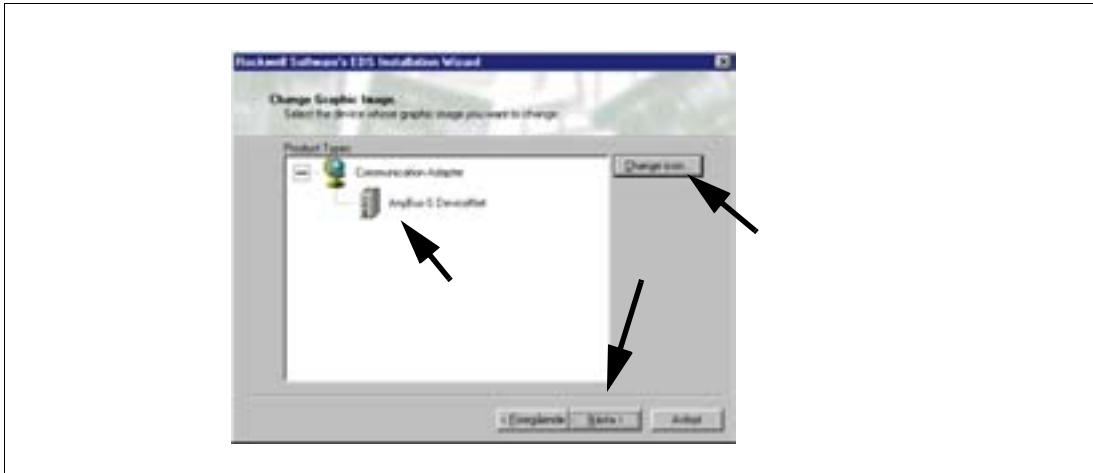 Rockwell Software's EDS Installation Wizard
Change Graphic Image
Select the device whose graphic image you want to change:
Product Types
Communication Adapter
AnyBus-S DeviceNet
Change icon...
< Föregående
Nästa >
Avbryt